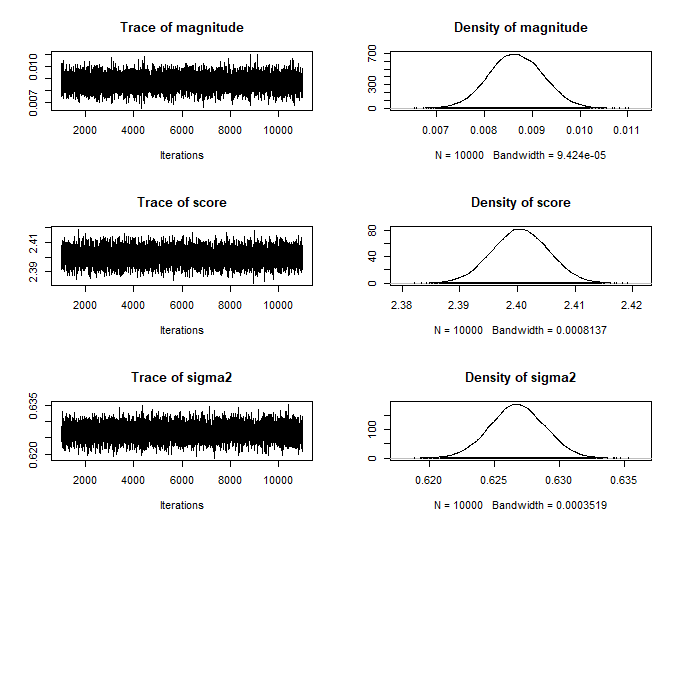 Trace of magnitude
0.007 0.010
2000 4000 6000 8000 10000
Iterations
Density of magnitude
0 300 700
0.007 0.008 0.009 0.010 0.011
N = 10000 Bandwidth = 9.424e-05
Trace of score
2.39 2.41
2000 4000 6000 8000 10000
Iterations
Density of score
0 40 80
2.38 2.39 2.40 2.41 2.42
N = 10000 Bandwidth = 0.0008137
Trace of sigma2
0.620 0.635
2000 4000 6000 8000 10000
Iterations
Density of sigma2
0 100
0.620 0.625 0.630 0.635
N = 10000 Bandwidth = 0.0003519